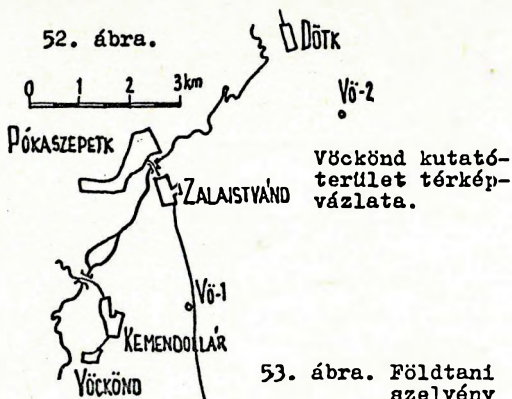 52. ábra.
0 1 2 3km
DÖTK
Vö-2
PÓKASZEPETK
Vöckönd kutató-
terület térkép-
vázlata.
ZALAISTVÁND
Vö-1
KEMENDOLLÁR
VÖCKÖND
53. ábra. Földtani
szelvény